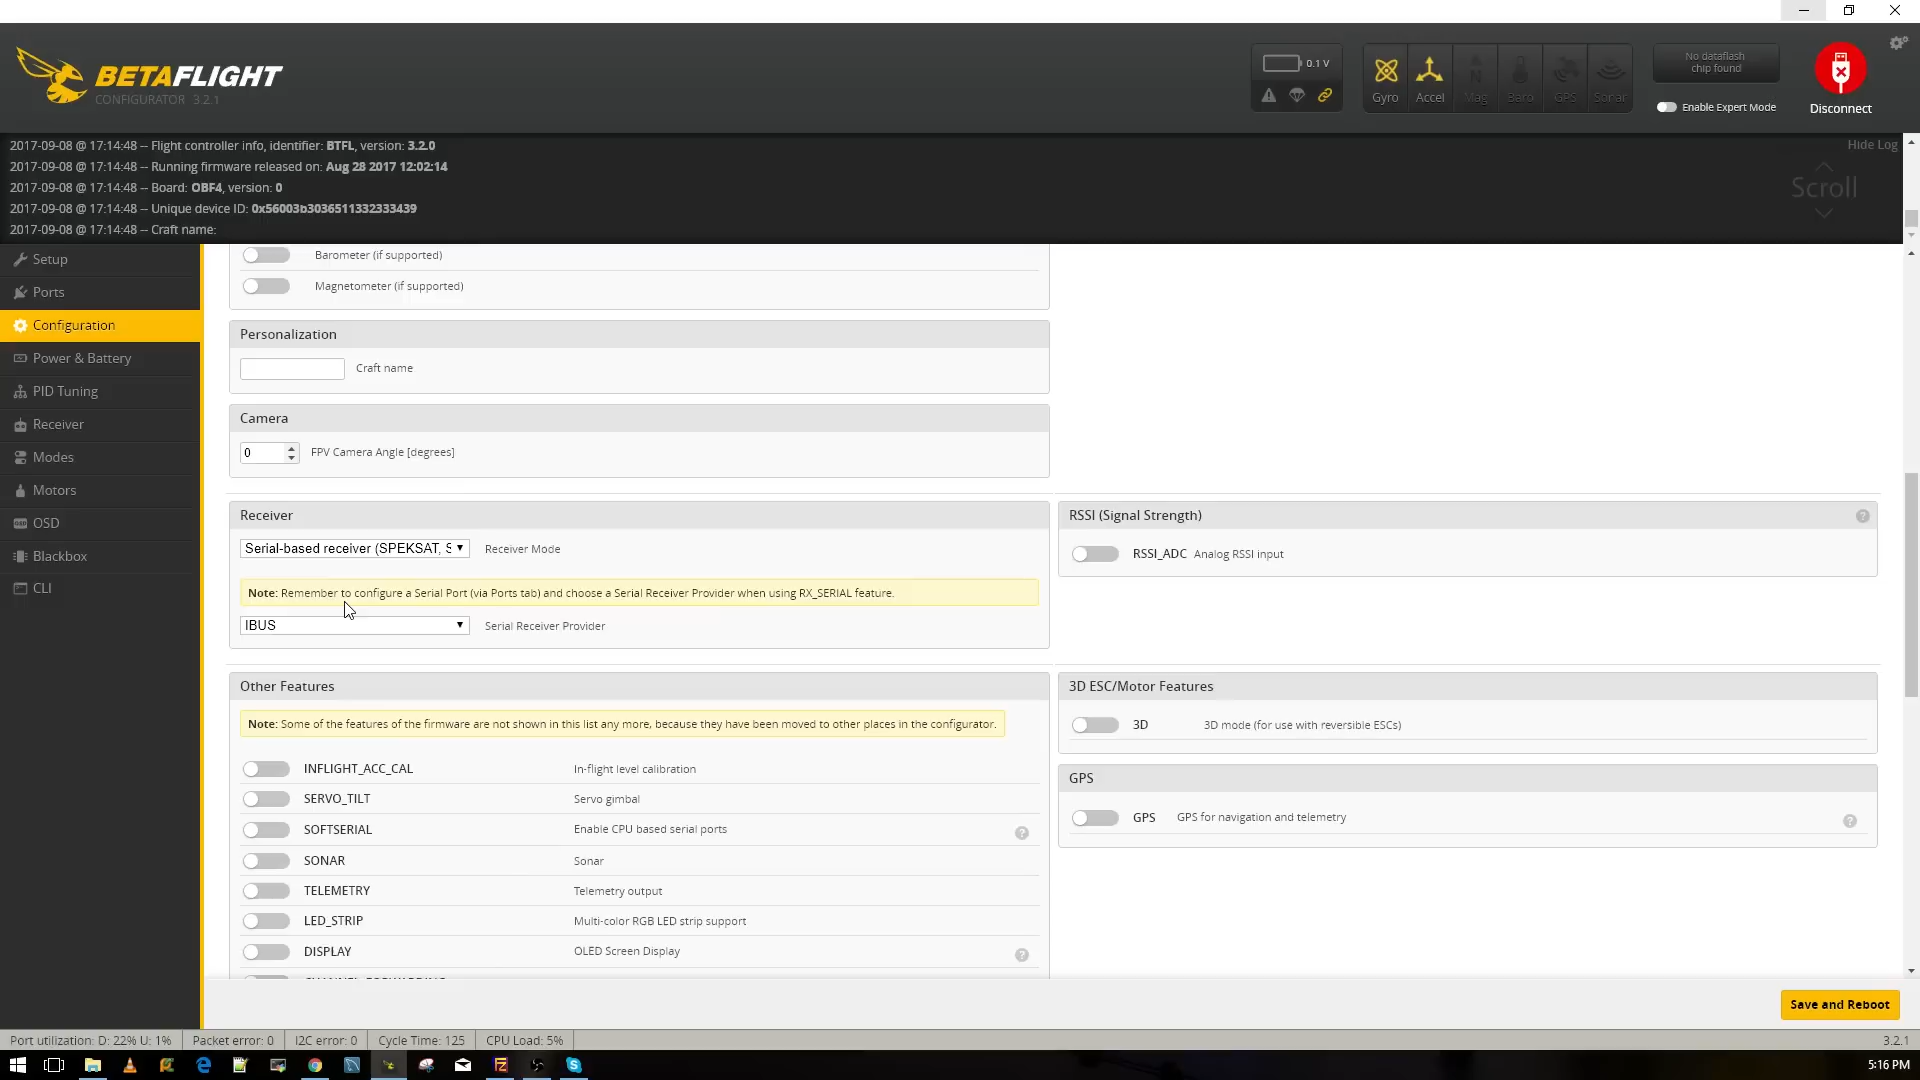 BETAFLIGHT
CONFIGURATOR 3.2.1
0.1 V
Gyro
Accel
Mag
Baro
GPS
Sonar
No dataflash
chip found
Enable Expert Mode
Disconnect
2017-09-08 @ 17:14:48 -- Flight controller info, identifier: BTFL, version: 3.2.0
2017-09-08 @ 17:14:48 -- Running firmware released on: Aug 28 2017 12:02:14
2017-09-08 @ 17:14:48 -- Board: OBF4, version: 0
2017-09-08 @ 17:14:48 -- Unique device ID: 0x56003b3036511332333439
2017-09-08 @ 17:14:48 -- Craft name:
Hide Log
Scroll
Setup
Ports
Configuration
Power & Battery
PID Tuning
Receiver
Modes
Motors
OSD
Blackbox
CLI
Barometer (if supported)
Magnetometer (if supported)
Personalization
Craft name
Camera
0 FPV Camera Angle [degrees]
Receiver
Serial-based receiver (SPEKSAT, S Receiver Mode
Note: Remember to configure a Serial Port (via Ports tab) and choose a Serial Receiver Provider when using RX_SERIAL feature.
IBUS Serial Receiver Provider
RSSI (Signal Strength)
RSSI_ADC Analog RSSI input
Other Features
Note: Some of the features of the firmware are not shown in this list any more, because they have been moved to other places in the configurator.
INFLIGHT_ACC_CAL In-flight level calibration
SERVO_TILT Servo gimbal
SOFTSERIAL Enable CPU based serial ports
SONAR Sonar
TELEMETRY Telemetry output
LED_STRIP Multi-color RGB LED strip support
DISPLAY OLED Screen Display
3D ESC/Motor Features
3D 3D mode (for use with reversible ESCs)
GPS
GPS GPS for navigation and telemetry
Save and Reboot
Port utilization: D: 22% U: 1% Packet error: 0 I2C error: 0 Cycle Time: 125 CPU Load: 5% 3.2.1
5:16 PM